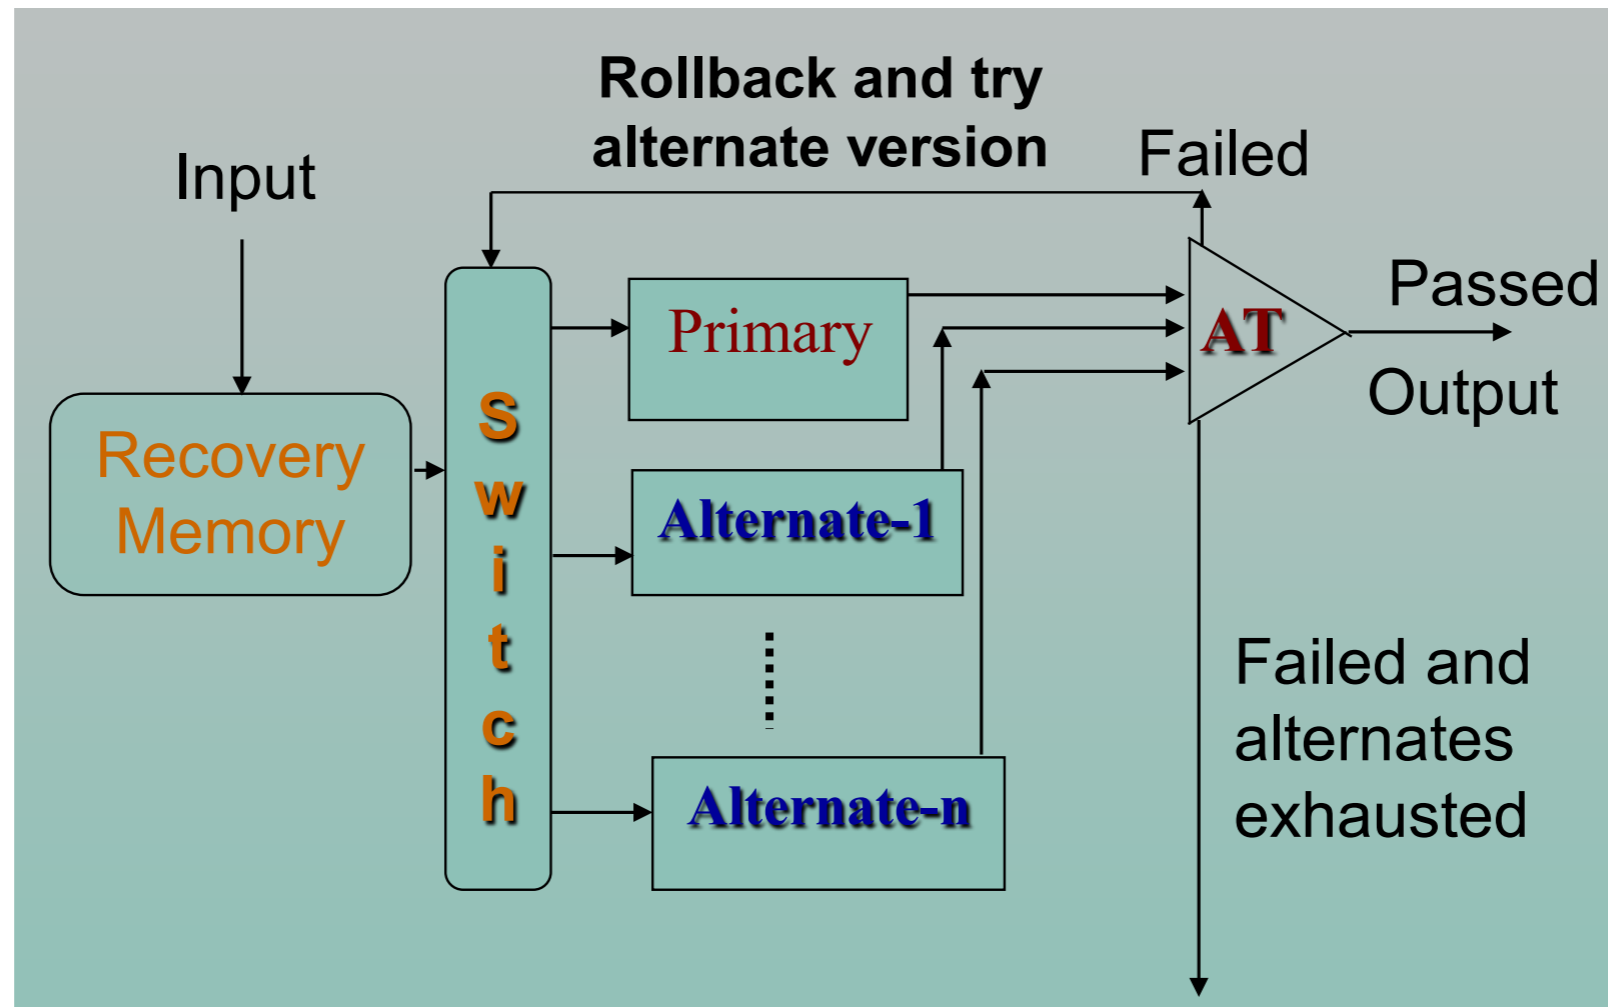 Rollback and try
alternate version
Failed
Input
Passed
Output
Primary
AT
Recovery
Memory
Switch
Alternate-1
Alternate-n
Failed and
alternates
exhausted